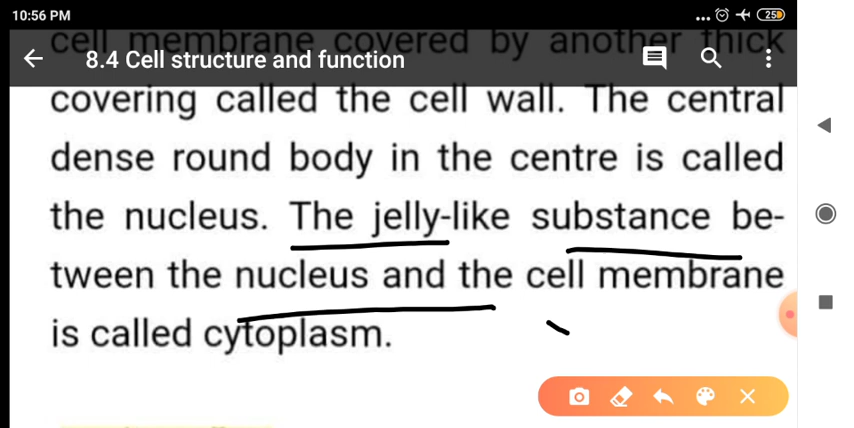 10:56 PM
25
cell membrane covered by another thick
8.4 Cell structure and function
covering called the cell wall. The central
dense round body in the centre is called
the nucleus. The jelly-like substance be-
tween the nucleus and the cell membrane
is called cytoplasm.